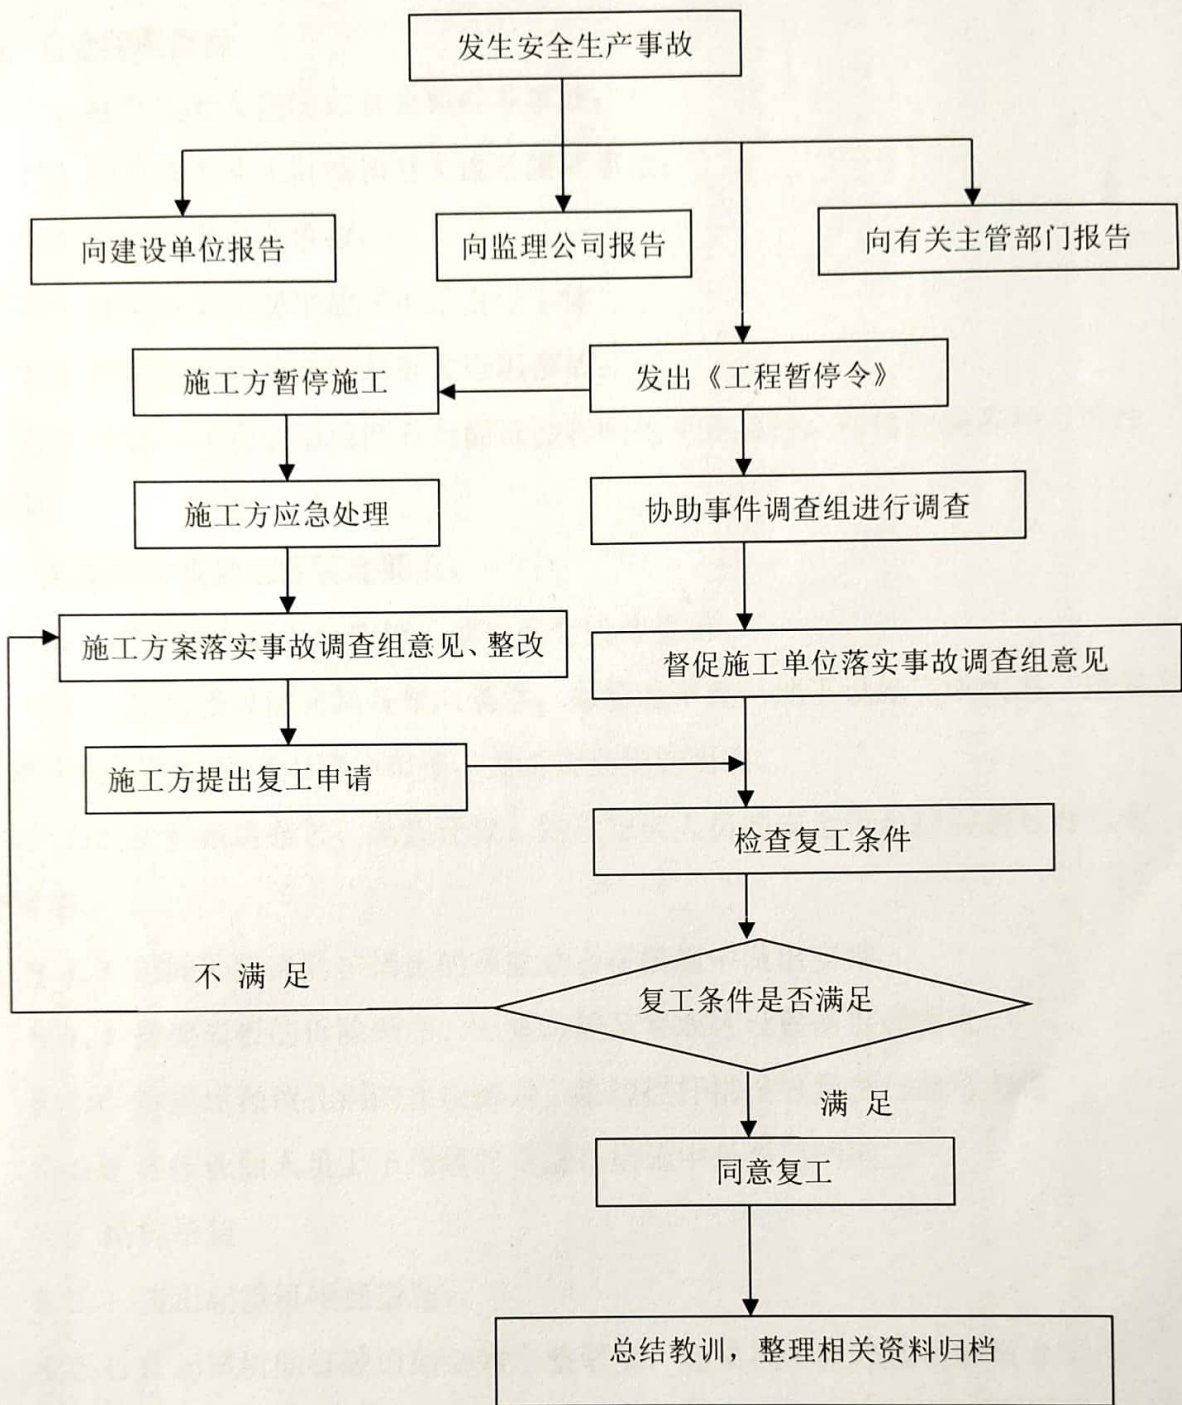 发生安全生产事故
向建设单位报告
向监理公司报告
向有关主管部门报告
施工方暂停施工
发出《工程暂停令》
施工方应急处理
协助事件调查组进行调查
施工方案落实事故调查组意见、整改
督促施工单位落实事故调查组意见
施工方提出复工申请
检查复工条件
不 满 足
复工条件是否满足
满 足
同意复工
总结教训，整理相关资料归档